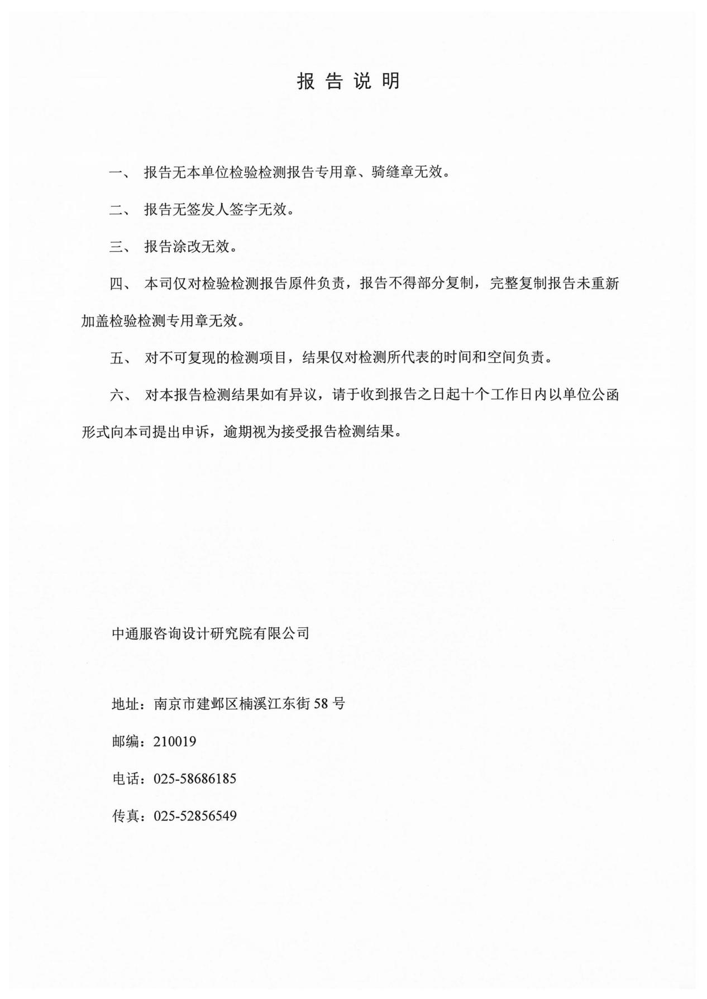 报告说明
一、 报告无本单位检验检测报告专用章、骑缝章无效。
二、 报告无签发人签字无效。
三、 报告涂改无效。
四、 本司仅对检验检测报告原件负责，报告不得部分复制，完整复制报告未重新
加盖检验检测专用章无效。
五、 对不可复现的检测项目，结果仅对检测所代表的时间和空间负责。
六、 对本报告检测结果如有异议，请于收到报告之日起十个工作日内以单位公函
形式向本司提出申诉，逾期视为接受报告检测结果。
中通服咨询设计研究院有限公司
地址：南京市建邺区楠溪江东街 58 号
邮编：210019
电话：025-58686185
传真：025-52856549